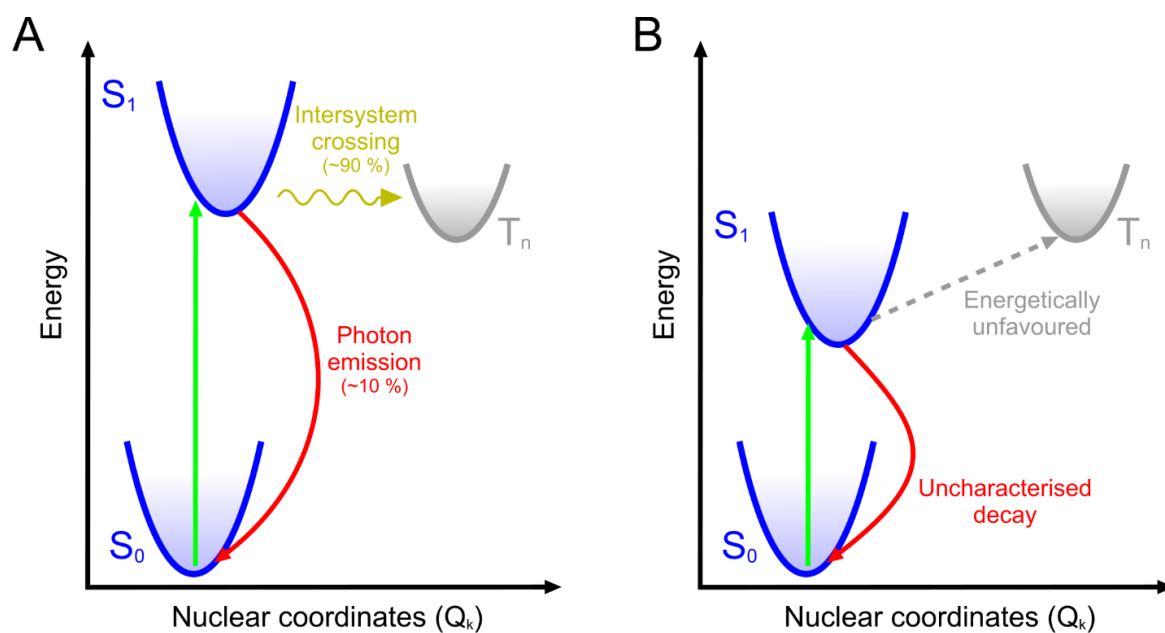 A
Energy
S₁
Intersystem
crossing
(~90 %)
Tₙ
Photon
emission
(~10 %)
S₀
Nuclear coordinates (Qₖ)
B
Energy
S₁
Tₙ
Energetically
unfavoured
Uncharacterised
decay
S₀
Nuclear coordinates (Qₖ)